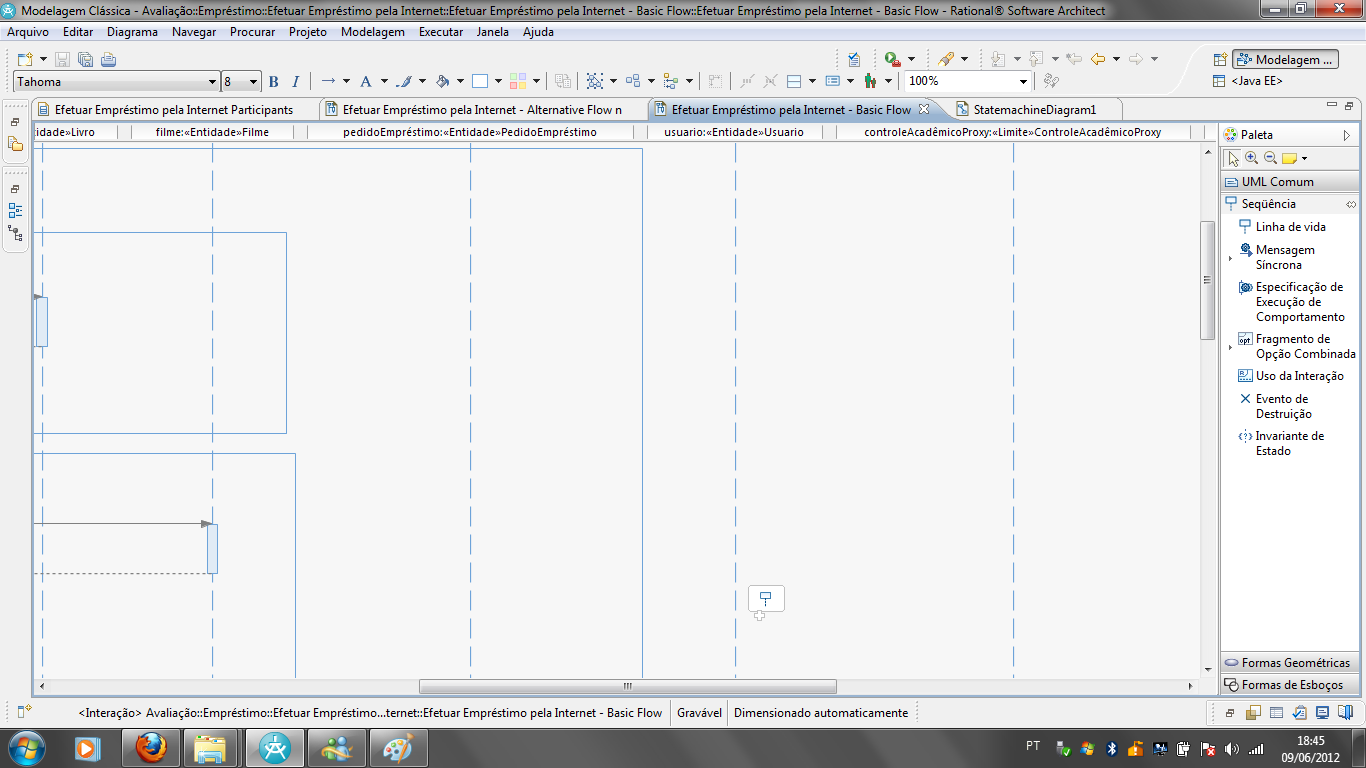 Modelagem Clássica - Avaliação::Empréstimo::Efetuar Empréstimo pela Internet::Efetuar Empréstimo pela Internet - Basic Flow::Efetuar Empréstimo pela Internet - Basic Flow - Rational® Software Architect
Arquivo Editar Diagrama Navegar Procurar Projeto Modelagem Executar Janela Ajuda
Modelagem ...
Tahoma 8 B I A 100% <Java EE>
Efetuar Empréstimo pela Internet Participants Efetuar Empréstimo pela Internet - Alternative Flow n Efetuar Empréstimo pela Internet - Basic Flow StatemachineDiagram1
idade»Livro filme:«Entidade»Filme pedidoEmpréstimo:«Entidade»PedidoEmpréstimo usuario:«Entidade»Usuario controleAcadêmicoProxy:«Limite»ControleAcadêmicoProxy
Paleta
UML Comum
Seqüência
Linha de vida
Mensagem
Síncrona
Especificação de
Execução de
Comportamento
opt
Fragmento de
Opção Combinada
Uso da Interação
Evento de
Destruição
Invariante de
Estado
Formas Geométricas
Formas de Esboços
<Interação> Avaliação::Empréstimo::Efetuar Empréstimo...ternet::Efetuar Empréstimo pela Internet - Basic Flow Gravável Dimensionado automaticamente
PT
18:45
09/06/2012